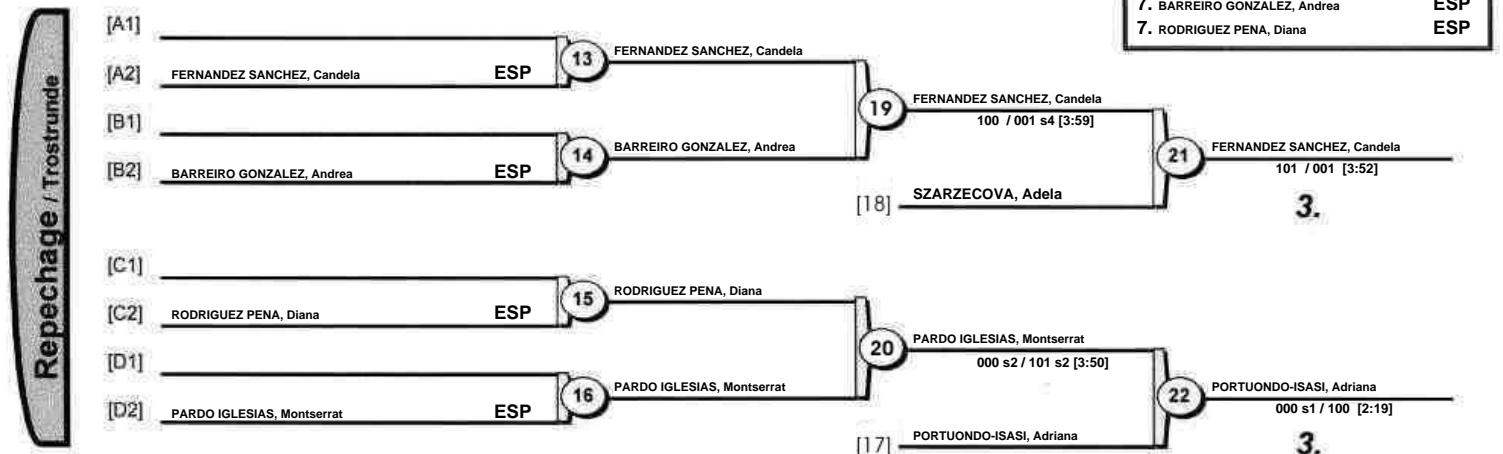 7. BARREIRO GONZALEZ, Andrea ESP
7. RODRIGUEZ PENA, Diana ESP
Repechage / Trostrunde
[A1]
[A2] FERNANDEZ SANCHEZ, Candela ESP
13 FERNANDEZ SANCHEZ, Candela
[B1]
[B2] BARREIRO GONZALEZ, Andrea ESP
14 BARREIRO GONZALEZ, Andrea
19 FERNANDEZ SANCHEZ, Candela
100 / 001 s4 [3:59]
[18] SZARZECOVA, Adela
21 FERNANDEZ SANCHEZ, Candela
101 / 001 [3:52]
3.
[C1]
[C2] RODRIGUEZ PENA, Diana ESP
15 RODRIGUEZ PENA, Diana
[D1]
[D2] PARDO IGLESIAS, Montserrat ESP
16 PARDO IGLESIAS, Montserrat
20 PARDO IGLESIAS, Montserrat
000 s2 / 101 s2 [3:50]
[17] PORTUONDO-ISASI, Adriana
22 PORTUONDO-ISASI, Adriana
000 s1 / 100 [2:19]
3.